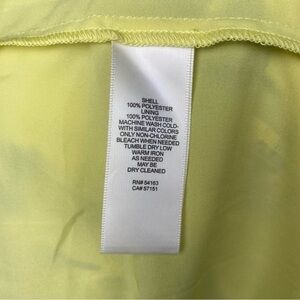 SHELL
100% POLYESTER
LINING
100% POLYESTER
MACHINE WASH COLD-
WITH SIMILAR COLORS
ONLY NON-CHLORINE
BLEACH WHEN NEEDED
TUMBLE DRY LOW
WARM IRON
AS NEEDED
MAY BE
DRY CLEANED
RN# 54163
CA# 57151